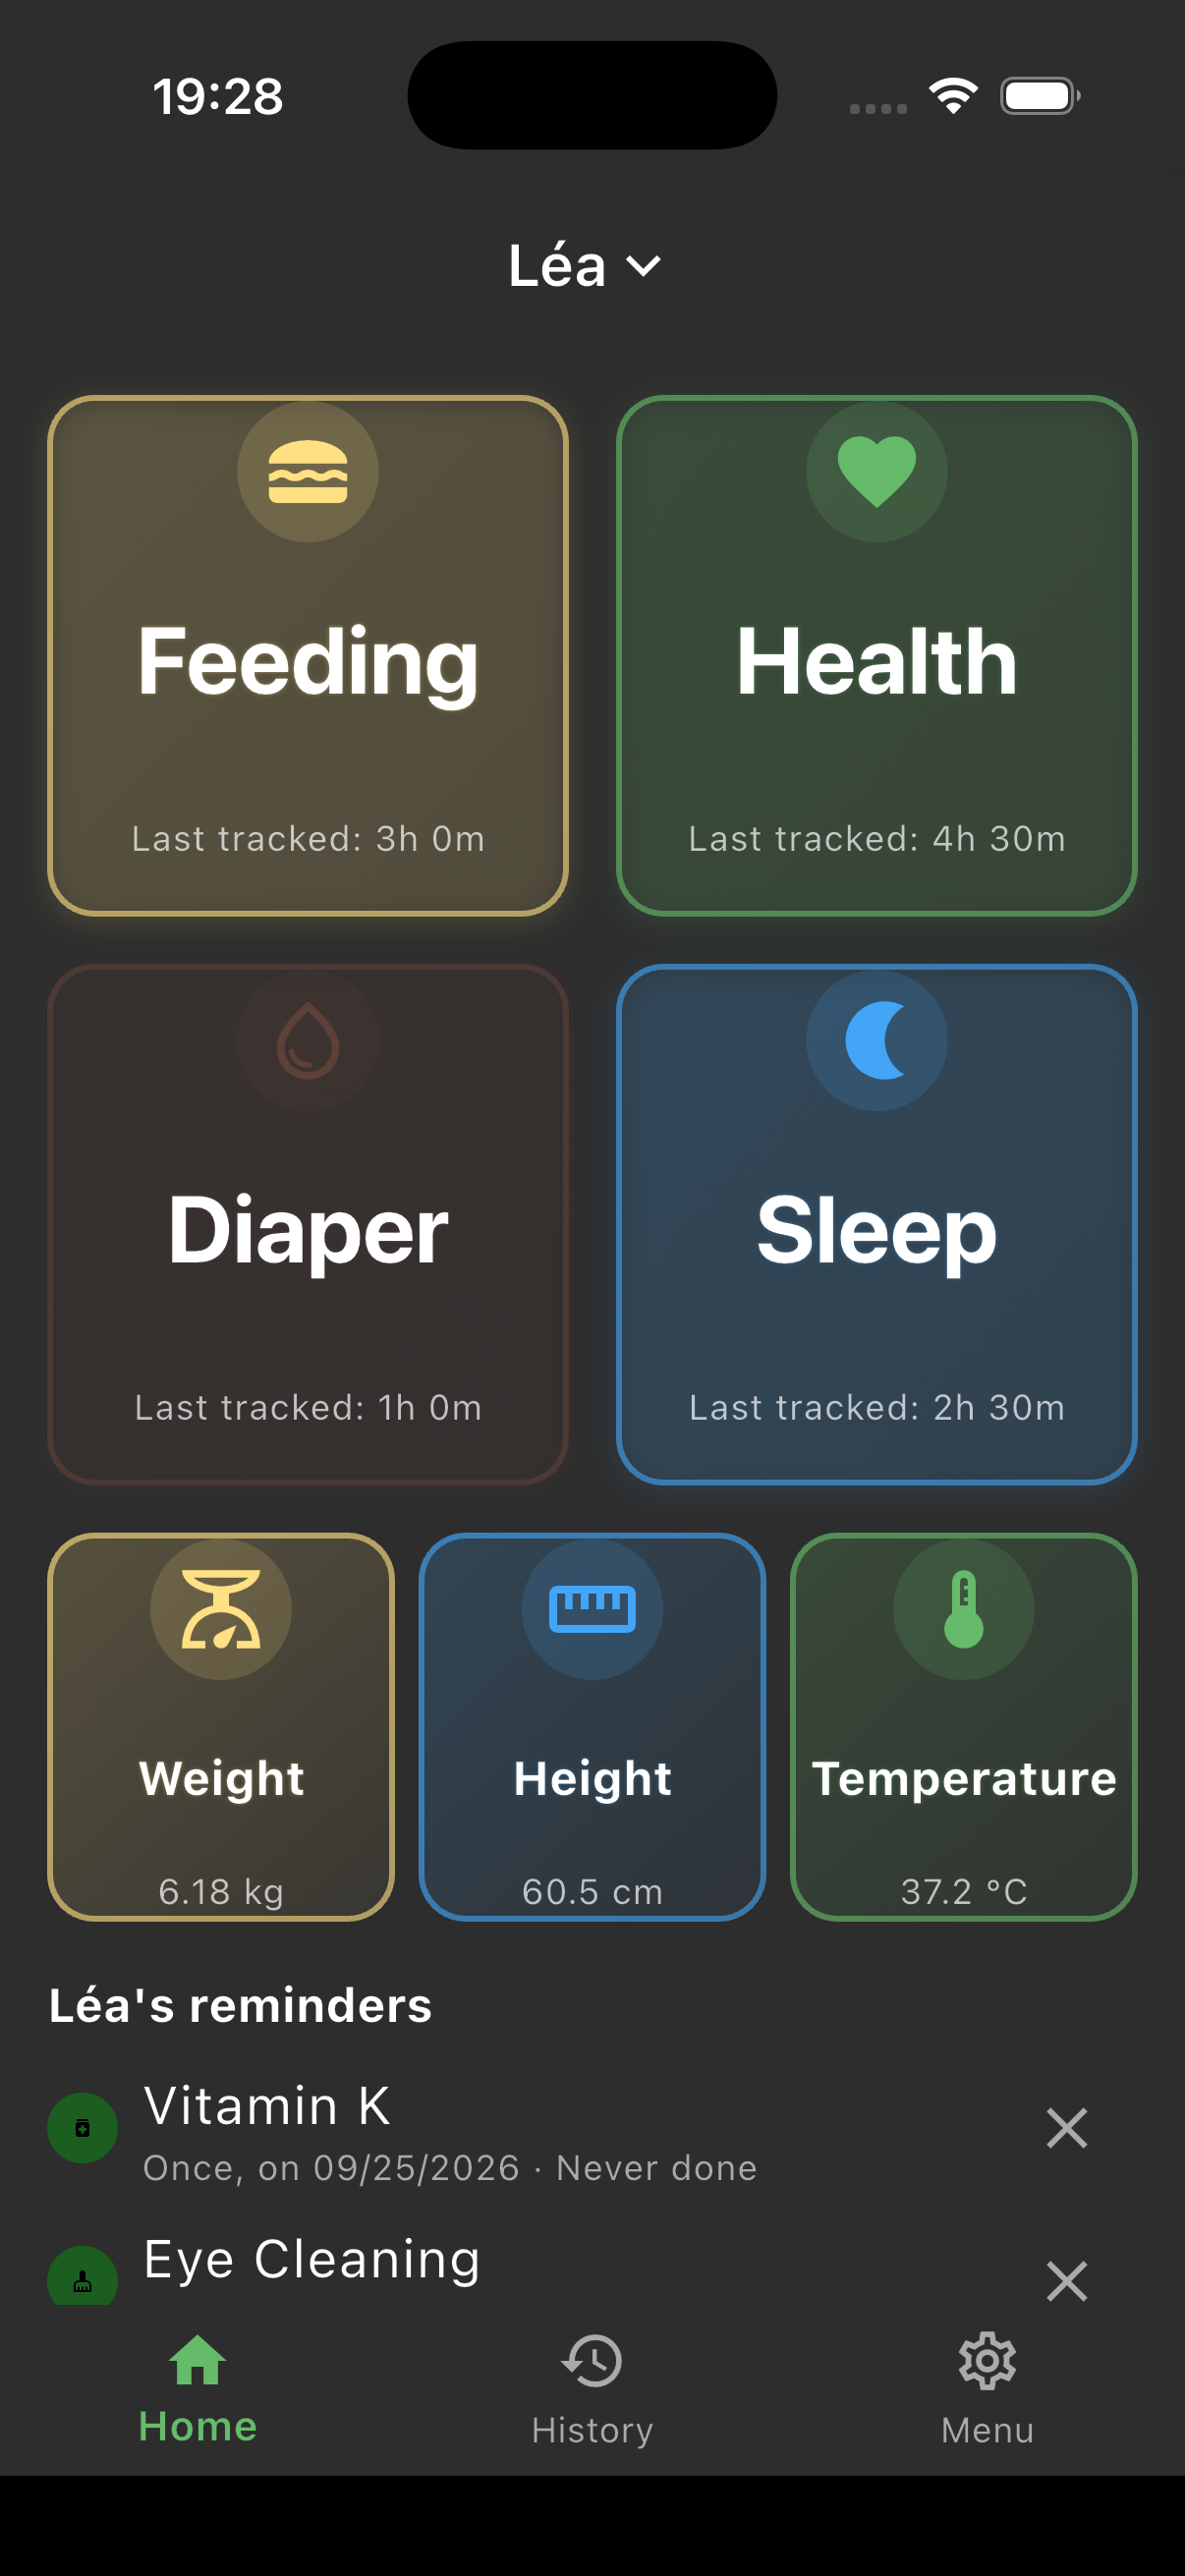 19:28
Léa
Feeding
Last tracked: 3h 0m
Health
Last tracked: 4h 30m
Diaper
Last tracked: 1h 0m
Sleep
Last tracked: 2h 30m
Weight
6.18 kg
Height
60.5 cm
Temperature
37.2 °C
Léa's reminders
Vitamin K
Once, on 09/25/2026 · Never done
Eye Cleaning
Home
History
Menu